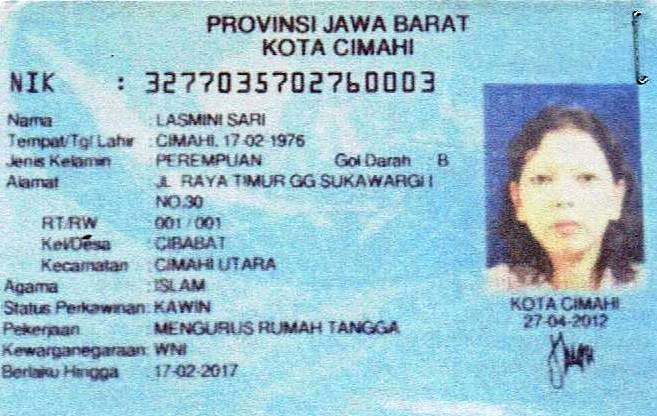 PROVINSI JAWA BARAT
KOTA CIMAHI
NIK : 3277035702760003
Nama : LASMINI SARI
Tempat/Tgl Lahir : CIMAHI, 17-02-1976
Jenis Kelamin : PEREMPUAN Gol Darah : B
Alamat : JL RAYA TIMUR GG SUKAWARGI I
NO.30
RT/RW : 001 / 001
Kel/Desa : CIBABAT
Kecamatan : CIMAHI UTARA
Agama : ISLAM
Status Perkawinan: KAWIN
Pekerjaan : MENGURUS RUMAH TANGGA
Kewarganegaraan: WNI
Berlaku Hingga : 17-02-2017
KOTA CIMAHI
27-04-2012